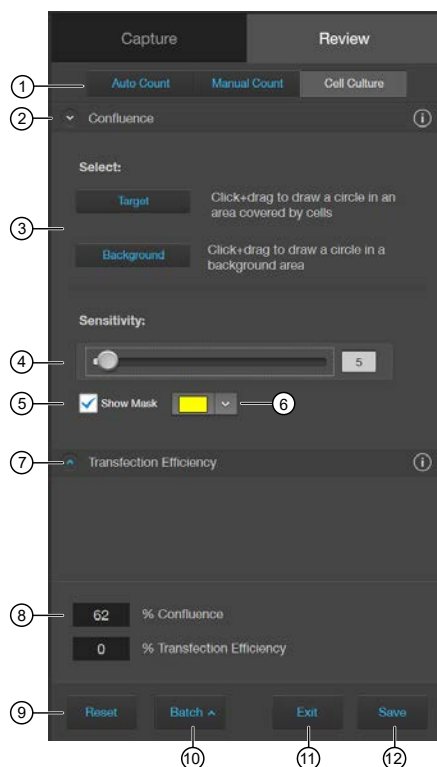 Capture Review
① Auto Count Manual Count Cell Culture
② Confluence i
Select:
Target Click+drag to draw a circle in an
area covered by cells
③
Background Click+drag to draw a circle in a
background area
Sensitivity:
④ 5
⑤ Show Mask ⑥
⑦ Transfection Efficiency i
⑧ 62 % Confluence
0 % Transfection Efficiency
⑨ Reset Batch Exit Save
⑩ ⑪ ⑫